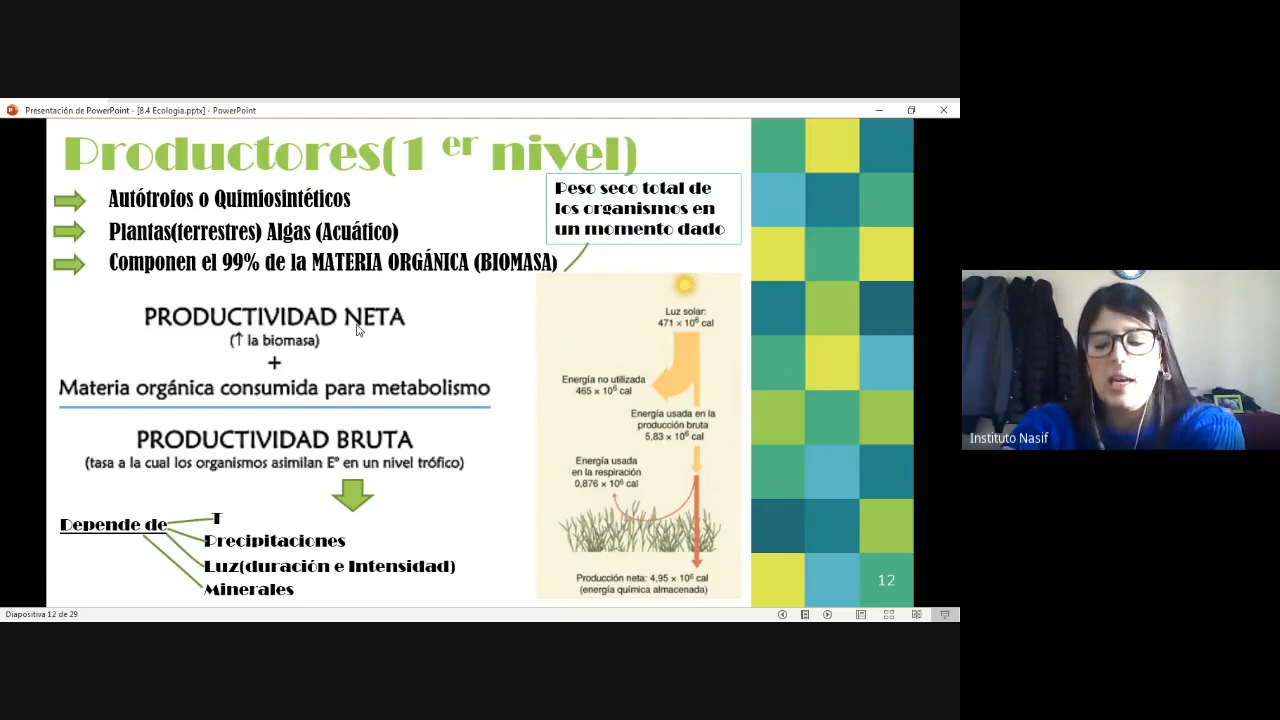 Presentación de PowerPoint - [8.4 Ecologia.pptx] - PowerPoint
Productores(1 er nivel)
Autótrofos o Quimiosintéticos
Plantas(terrestres) Algas (Acuático)
Componen el 99% de la MATERIA ORGÁNICA (BIOMASA)
Peso seco total de
los organismos en
un momento dado
PRODUCTIVIDAD NETA
(↑ la biomasa)
+
Materia orgánica consumida para metabolismo
PRODUCTIVIDAD BRUTA
(tasa a la cual los organismos asimilan E° en un nivel trófico)
Depende de
T
Precipitaciones
Luz(duración e Intensidad)
Minerales
Luz solar:
471 × 10⁶ cal
Energía no utilizada
465 × 10⁶ cal
Energía usada en la
producción bruta
5,83 × 10⁶ cal
Energía usada
en la respiración
0,876 × 10⁶ cal
Producción neta: 4,95 × 10⁶ cal
(energía química almacenada)
12
Diapositiva 12 de 29
Instituto Nasif